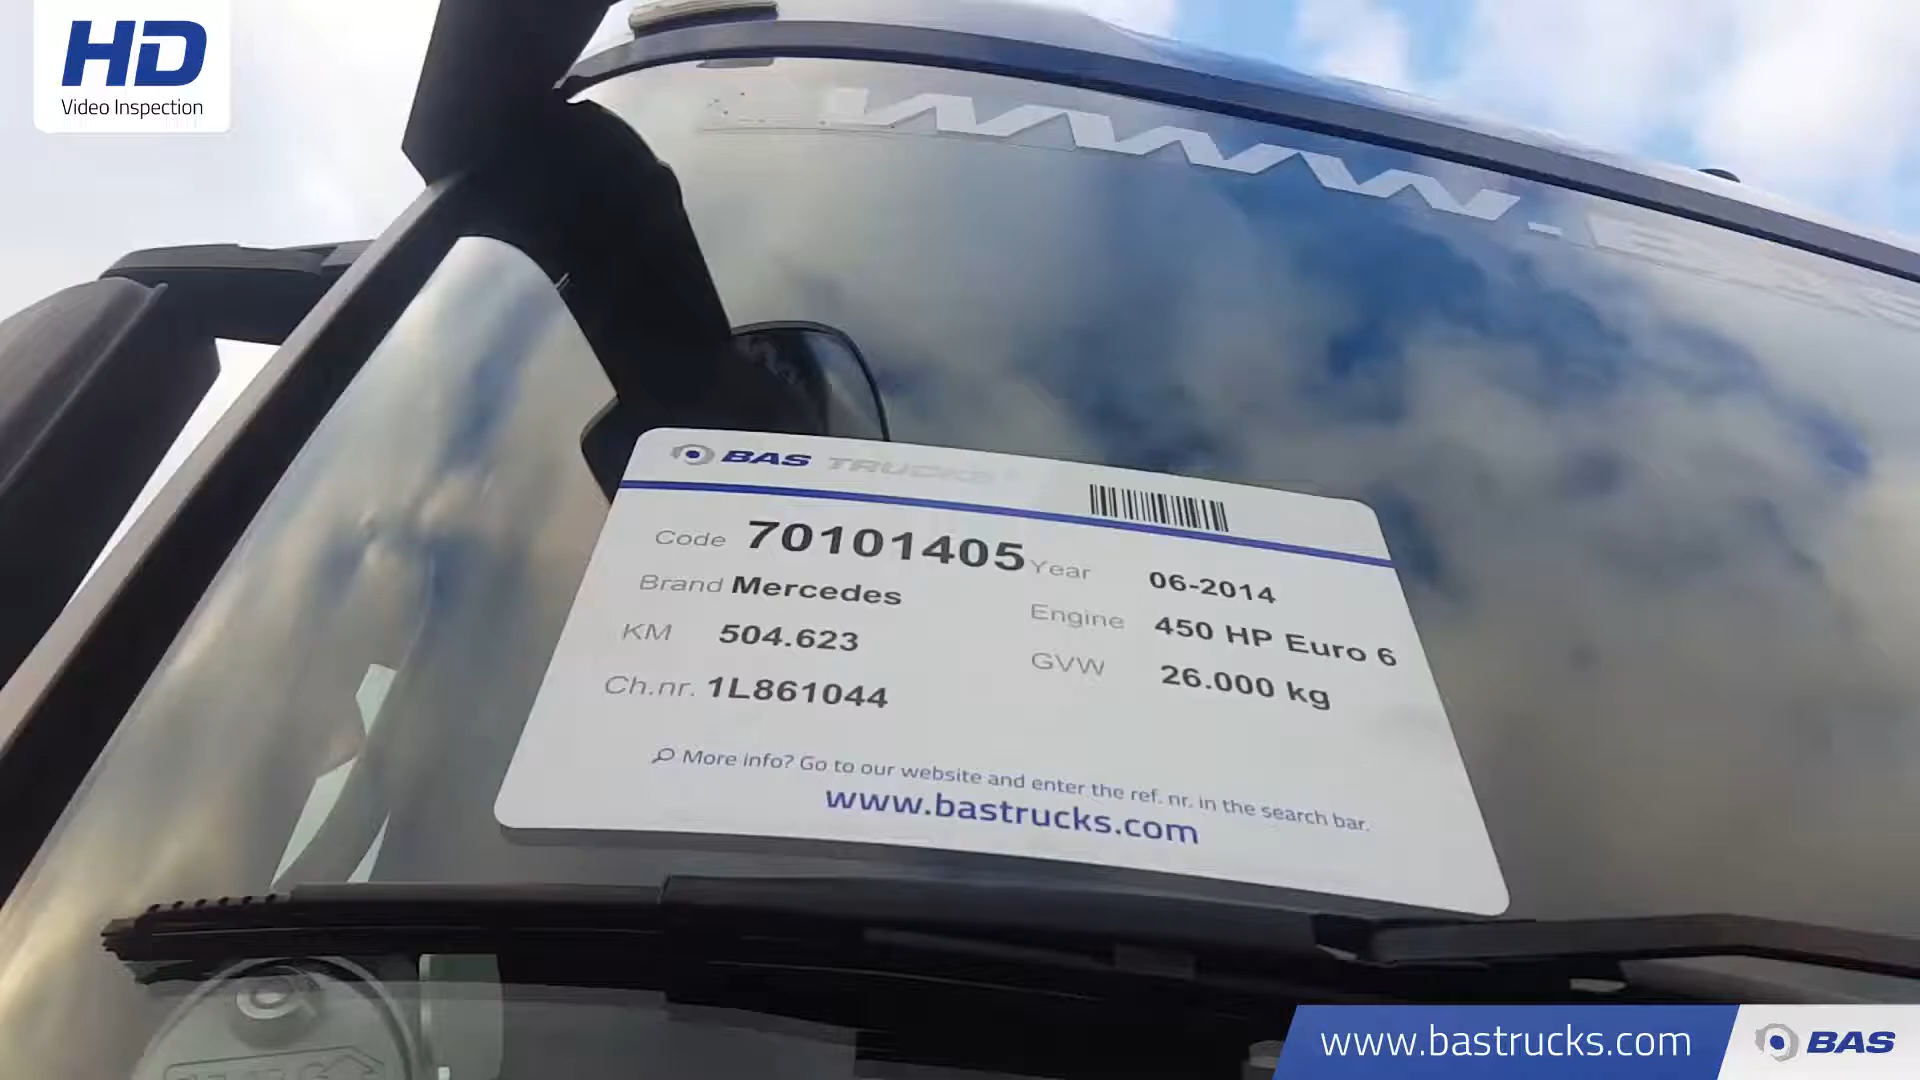 HD
Video Inspection
www.
BAS TRUCKS
Code 70101405
Year 06-2014
Brand Mercedes
Engine 450 HP Euro 6
KM 504.623
GVW 26.000 kg
Ch.nr. 1L861044
More info? Go to our website and enter the ref. nr. in the search bar.
www.bastrucks.com
www.bastrucks.com
BAS